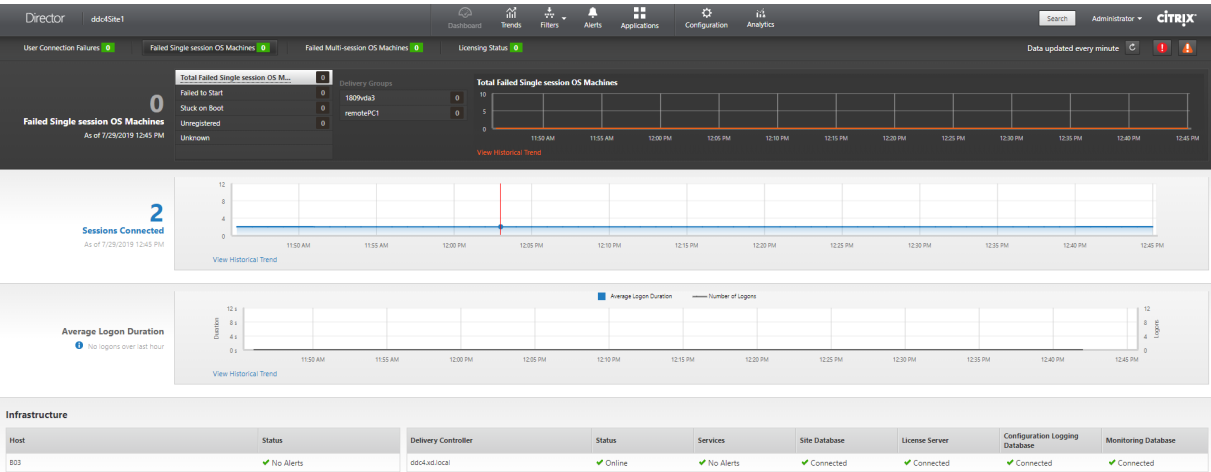 Director ddc4Site1 Dashboard Trends Filters Alerts Applications Configuration Analytics Search Administrator CİTRIX
User Connection Failures 0 Failed Single session OS Machines 0 Failed Multi-session OS Machines 0 Licensing Status 0 Data updated every minute
0
Failed Single session OS Machines
As of 7/29/2019 12:45 PM
Total Failed Single session OS M... 0
Failed to Start 0
Stuck on Boot 0
Unregistered 0
Unknown
Delivery Groups
1809vda3 0
remotePC1 0
Total Failed Single session OS Machines
10
5
0
11:50 AM 11:55 AM 12:00 PM 12:05 PM 12:10 PM 12:15 PM 12:20 PM 12:25 PM 12:30 PM 12:35 PM 12:40 PM 12:45 PM
View Historical Trend
2
Sessions Connected
As of 7/29/2019 12:45 PM
12
8
4
0
11:50 AM 11:55 AM 12:00 PM 12:05 PM 12:10 PM 12:15 PM 12:20 PM 12:25 PM 12:30 PM 12:35 PM 12:40 PM 12:45 PM
View Historical Trend
Average Logon Duration
No logons over last hour
Average Logon Duration Number of Logons
Duration
12 s
8 s
4 s
0 s
12
8
4
0
Logons
11:50 AM 11:55 AM 12:00 PM 12:05 PM 12:10 PM 12:15 PM 12:20 PM 12:25 PM 12:30 PM 12:35 PM 12:40 PM 12:45 PM
View Historical Trend
Infrastructure
Host Status Delivery Controller Status Services Site Database License Server Configuration Logging Database Monitoring Database
B03 No Alerts ddc4.xd.local Online No Alerts Connected Connected Connected Connected